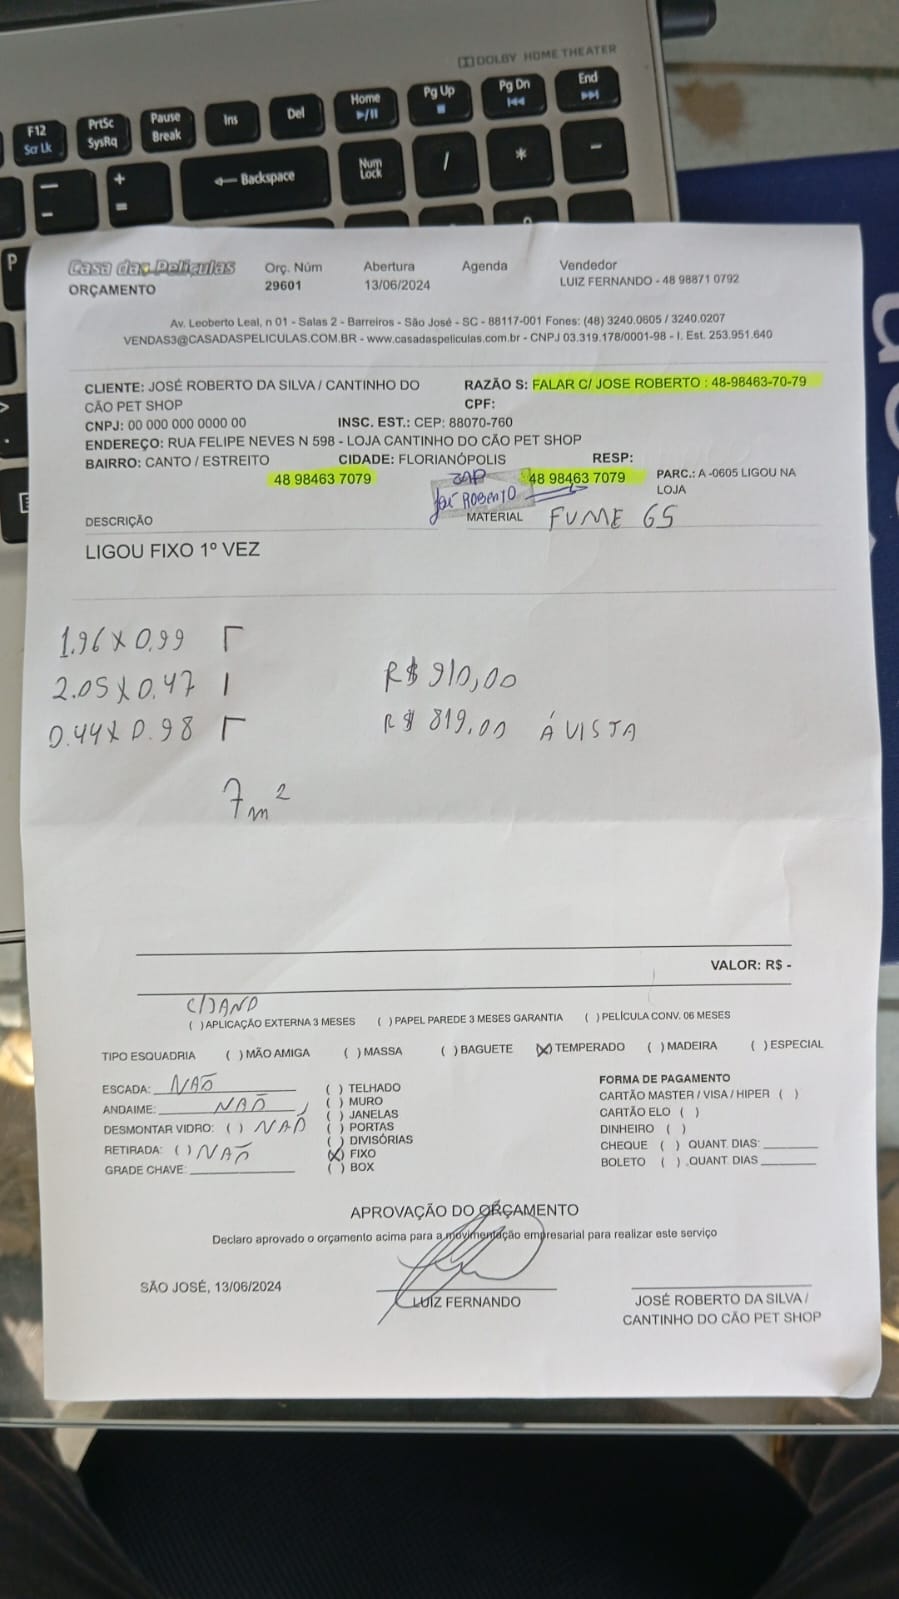 DOLBY HOME THEATER
F12
Scr Lk
PrtSc
SysRq
Pause
Break
Ins
Del
Home
Pg Up
Pg Dn
End
Backspace
Num
Lock
/
*
-
+
=
P
Casa das Películas
ORÇAMENTO
Orç. Núm
29601
Abertura
13/06/2024
Agenda
Vendedor
LUIZ FERNANDO - 48 98871 0792
Av. Leoberto Leal, n 01 - Salas 2 - Barreiros - São José - SC - 88117-001 Fones: (48) 3240.0605 / 3240.0207
VENDAS3@CASADASPELICULAS.COM.BR - www.casadaspeliculas.com.br - CNPJ 03.319.178/0001-98 - I. Est. 253.951.640
CLIENTE: JOSÉ ROBERTO DA SILVA / CANTINHO DO
CÃO PET SHOP
RAZÃO S: FALAR C/ JOSE ROBERTO : 48-98463-70-79
CPF:
CNPJ: 00 000 000 0000 00
INSC. EST.: CEP: 88070-760
ENDEREÇO: RUA FELIPE NEVES N 598 - LOJA CANTINHO DO CÃO PET SHOP
BAIRRO: CANTO / ESTREITO
CIDADE: FLORIANÓPOLIS
RESP:
48 98463 7079
ZAP
José ROBERTO
48 98463 7079
PARC.: A -0605 LIGOU NA
LOJA
DESCRIÇÃO
MATERIAL
FUME G5
LIGOU FIXO 1º VEZ
1.96 X 0.99
2.05 X 0.47
0.44 X 0.98
R$ 910,00
R$ 819,00 Á VISTA
7m²
VALOR: R$ -
C/JAND
( ) APLICAÇÃO EXTERNA 3 MESES ( ) PAPEL PAREDE 3 MESES GARANTIA ( ) PELÍCULA CONV. 06 MESES
TIPO ESQUADRIA ( ) MÃO AMIGA ( ) MASSA ( ) BAGUETE (X) TEMPERADO ( ) MADEIRA ( ) ESPECIAL
ESCADA: NAÕ
ANDAIME: NAÕ
DESMONTAR VIDRO: ( ) NAÕ
RETIRADA: ( ) NAÕ
GRADE CHAVE:
( ) TELHADO
( ) MURO
( ) JANELAS
( ) PORTAS
( ) DIVISÓRIAS
(X) FIXO
( ) BOX
FORMA DE PAGAMENTO
CARTÃO MASTER / VISA / HIPER ( )
CARTÃO ELO ( )
DINHEIRO ( )
CHEQUE ( ) QUANT. DIAS:
BOLETO ( ) .QUANT. DIAS
APROVAÇÃO DO ORÇAMENTO
Declaro aprovado o orçamento acima para a movimentação empresarial para realizar este serviço
SÃO JOSÉ, 13/06/2024
LUIZ FERNANDO
JOSÉ ROBERTO DA SILVA /
CANTINHO DO CÃO PET SHOP